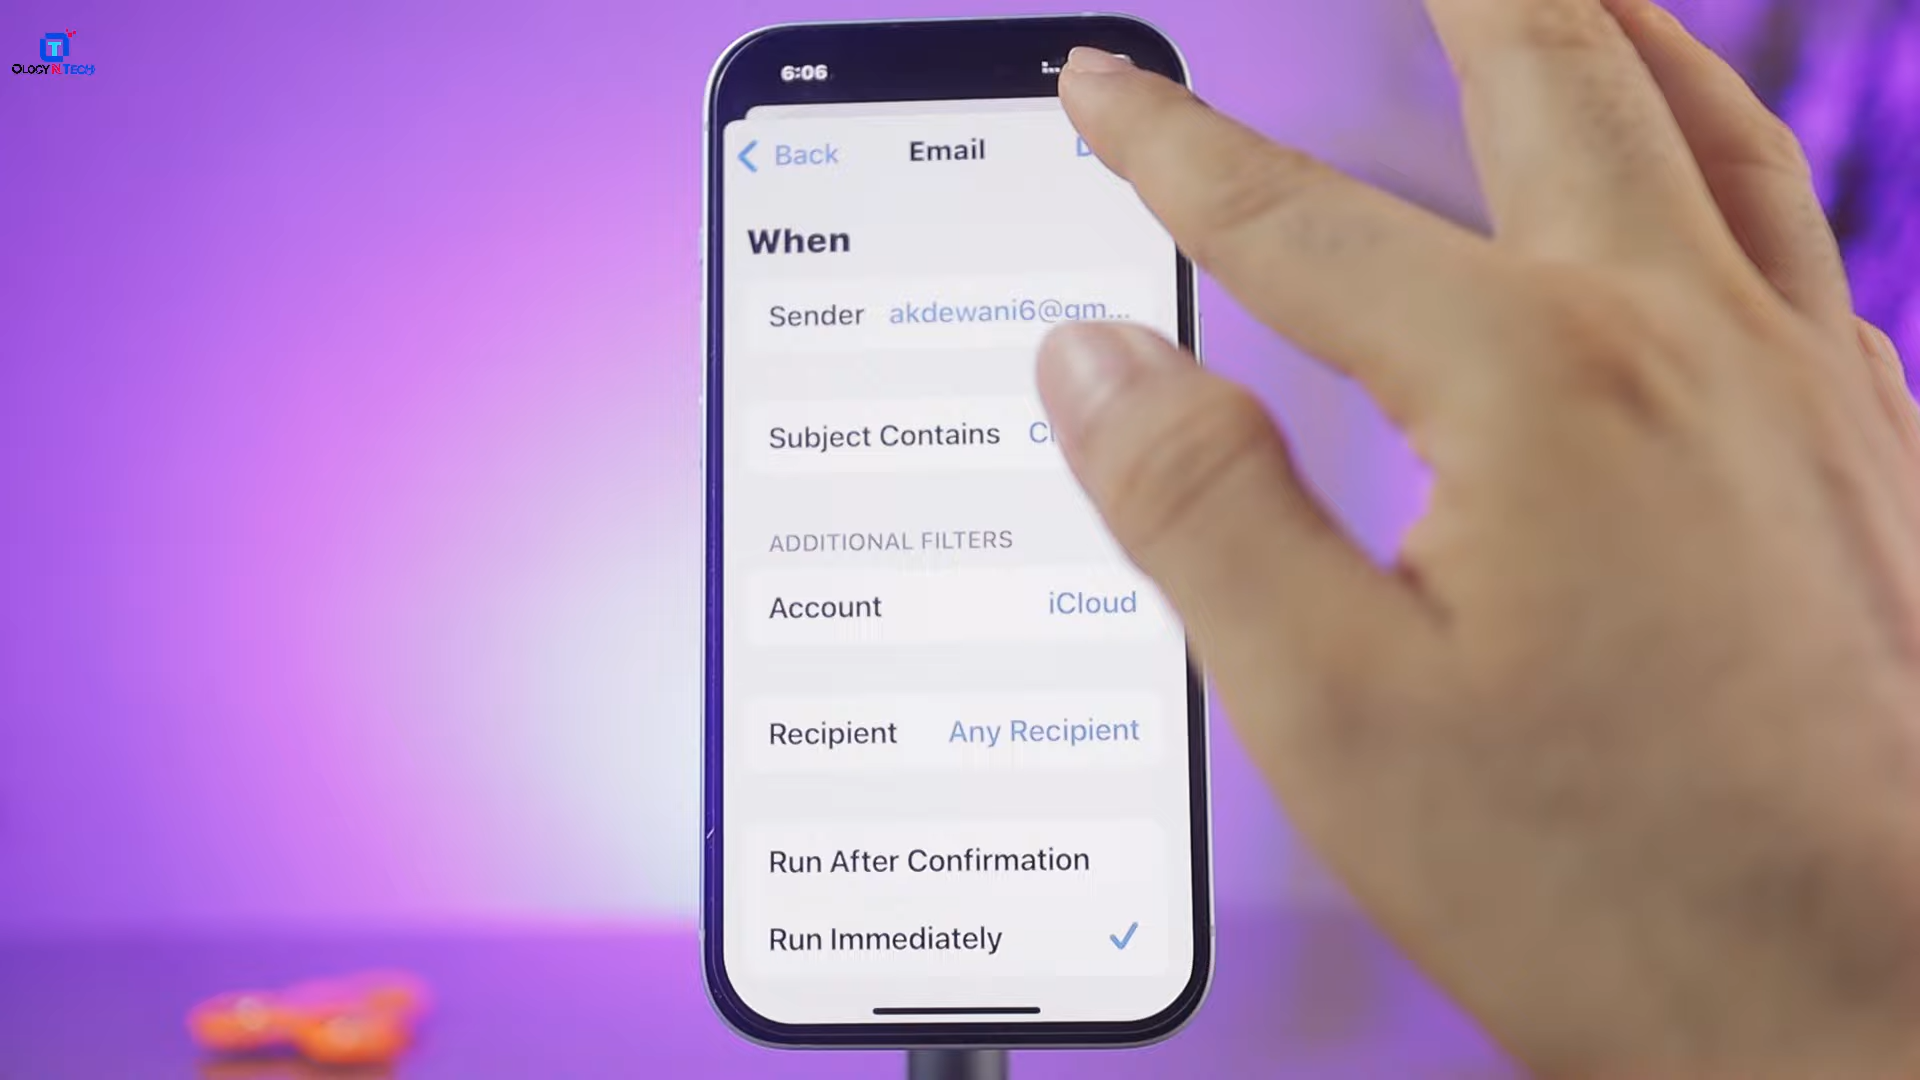 T
OLOGY N TECH
6:06
Back Email
When
Sender akdewani6@gm...
Subject Contains
ADDITIONAL FILTERS
Account iCloud
Recipient Any Recipient
Run After Confirmation
Run Immediately